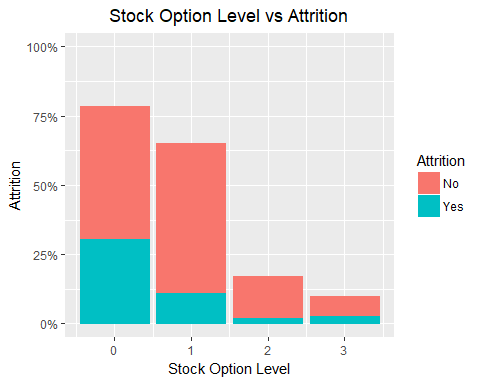 Stock Option Level vs Attrition
100%
75%
50%
25%
0%
Attrition
0 1 2 3
Stock Option Level
Attrition
No
Yes